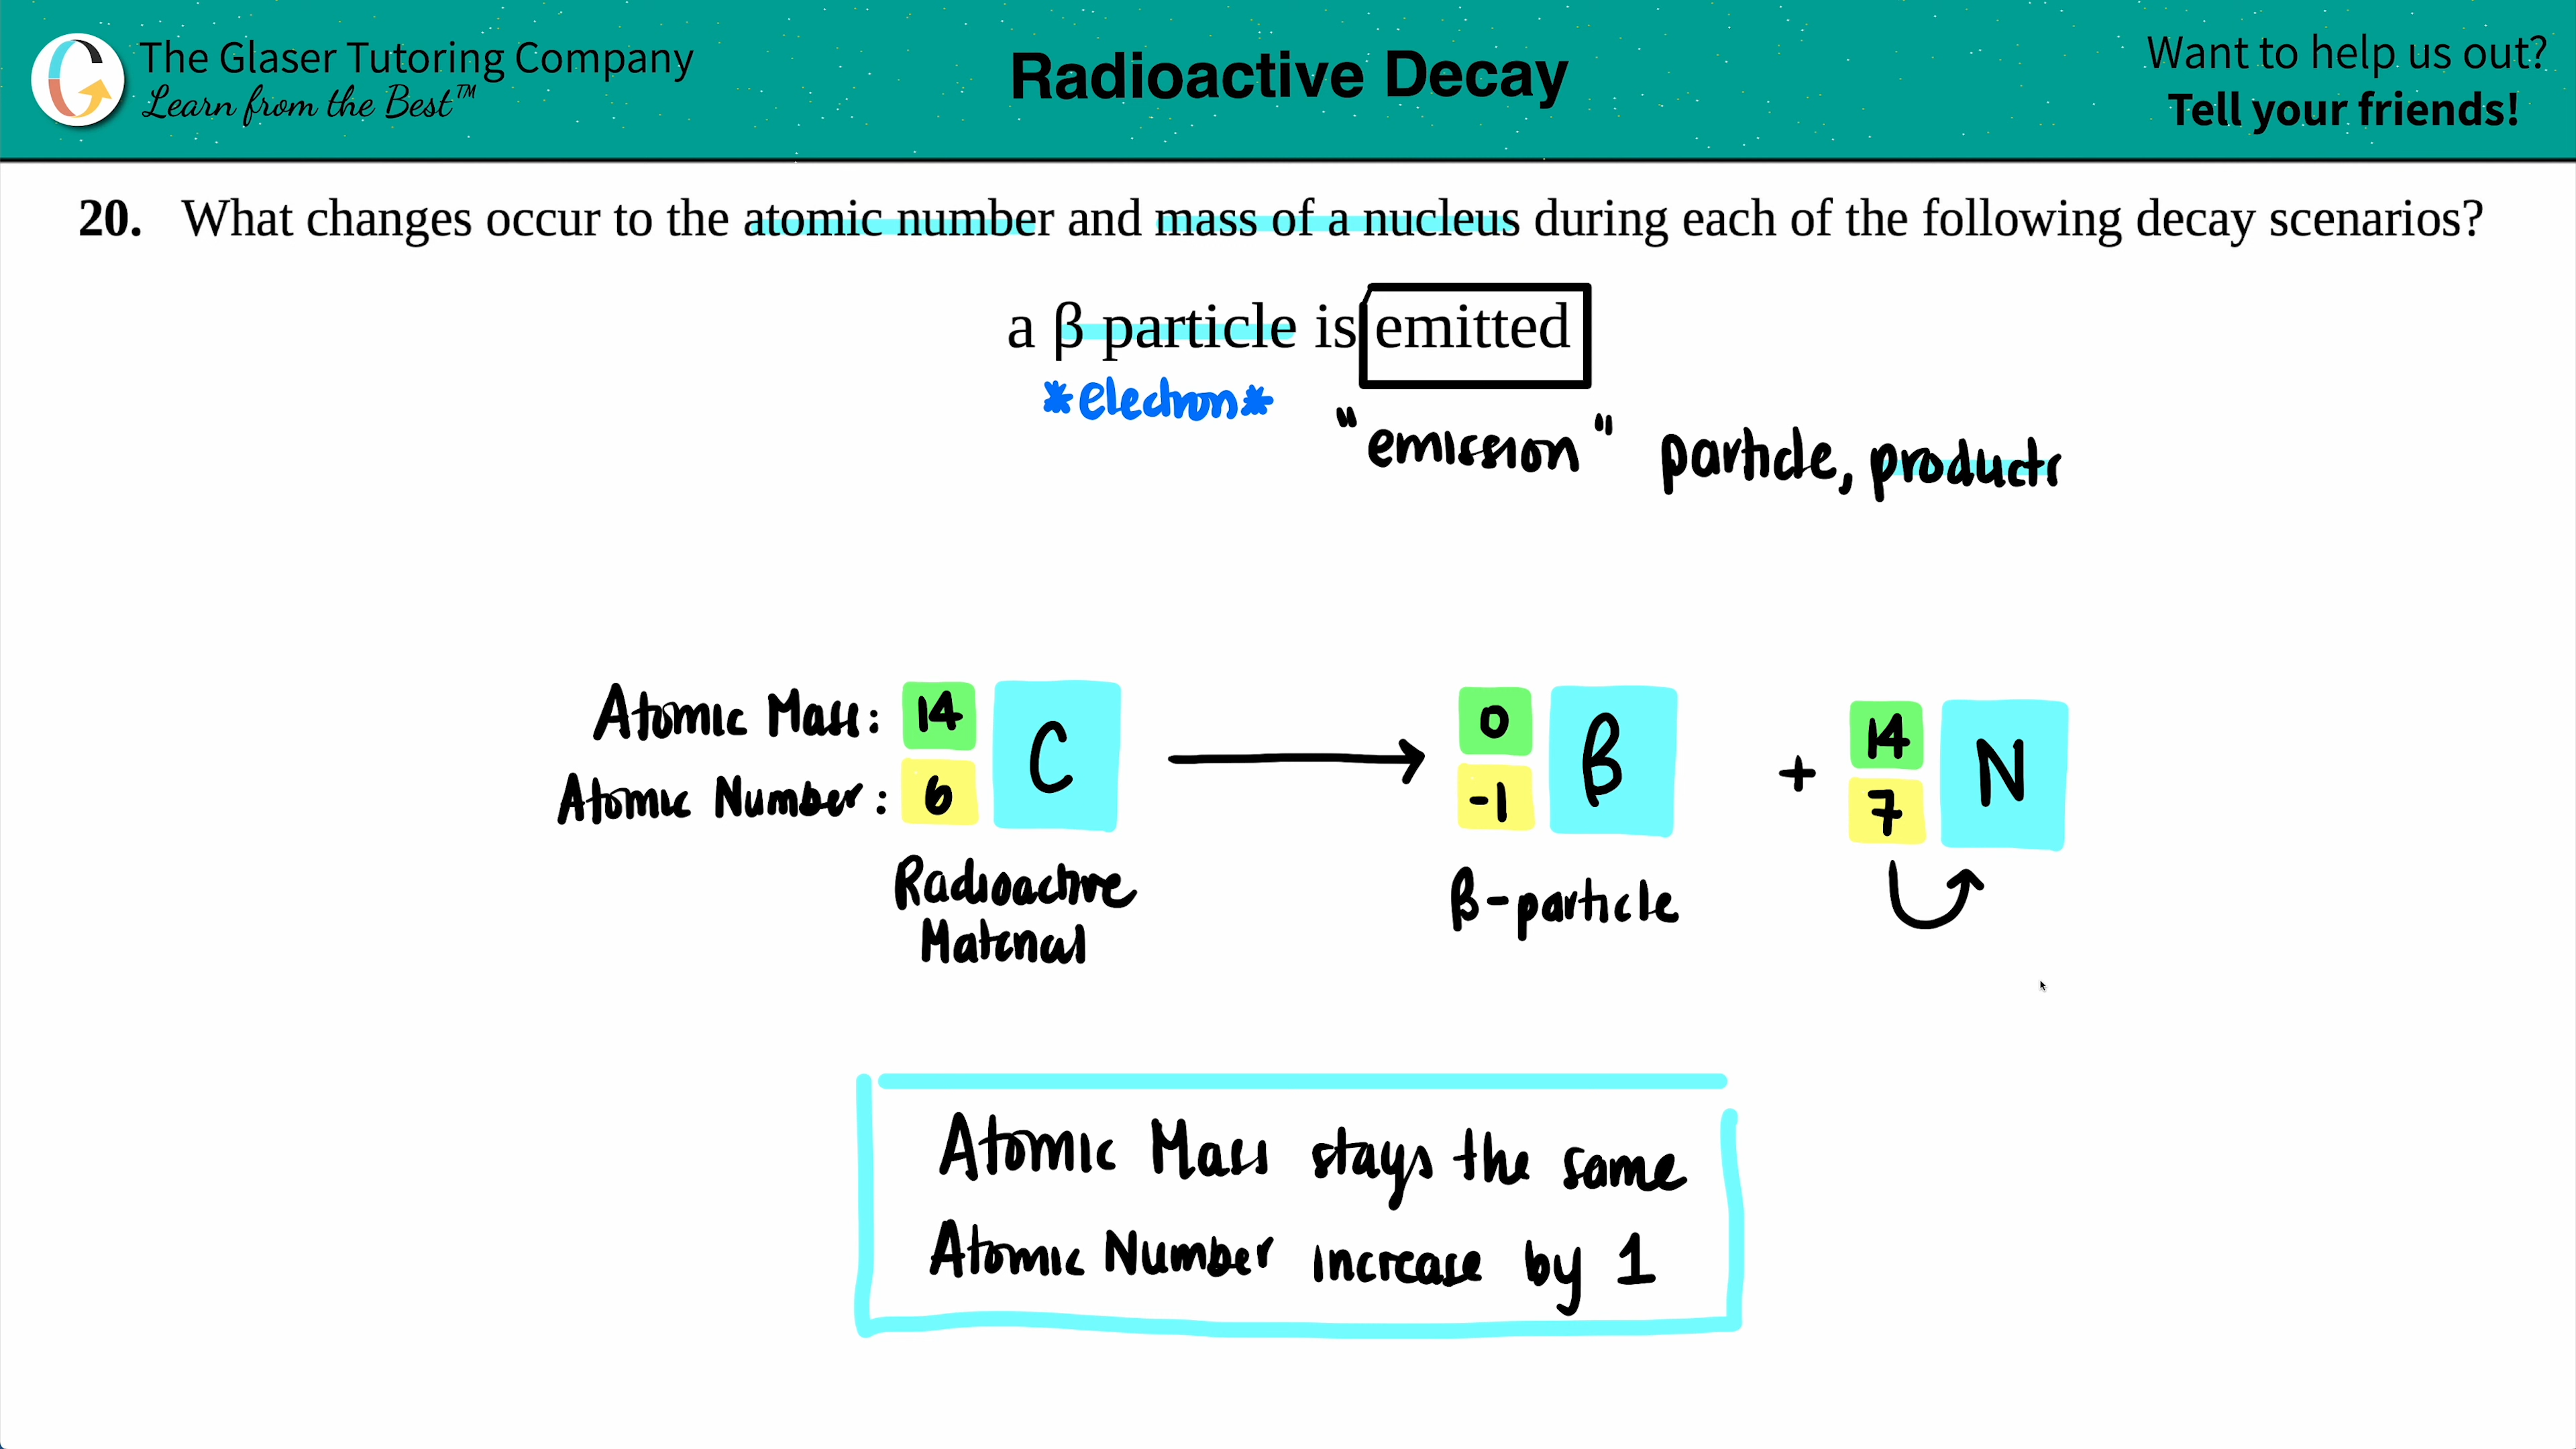 The Glaser Tutoring Company
Learn from the Best™
Radioactive Decay
Want to help us out?
Tell your friends!
20. What changes occur to the atomic number and mass of a nucleus during each of the following decay scenarios?
a β particle is emitted
*electron*
"emission" particle, products
Atomic Mass: 14 C → 0 β + 14 N
Atomic Number: 6 -1 7
Radioactive
Material
β-particle
Atomic Mass stays the same
Atomic Number increase by 1